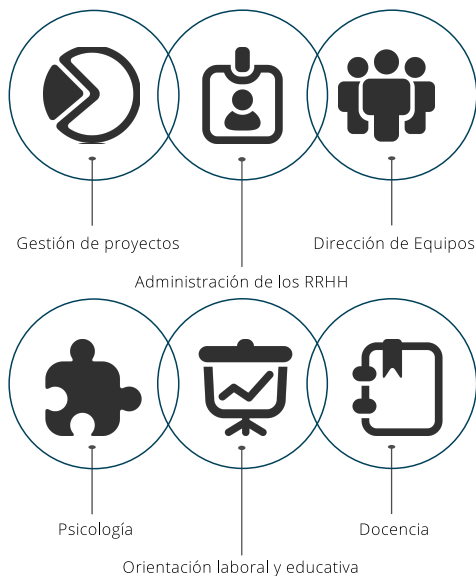 Gestión de proyectos
Dirección de Equipos
Administración de los RRHH
Psicología
Docencia
Orientación laboral y educativa